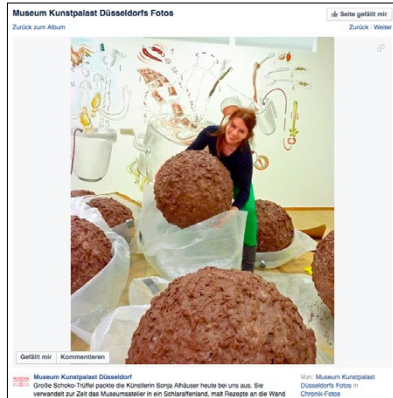 Museum Kunstpalast Düsseldorfs Fotos
Seite gefällt mir
Zurück zum Album
Zurück · Weiter
Gefällt mir Kommentieren
Museum Kunstpalast Düsseldorf
Große Schoko-Trüffel packte die Künstlerin Sonja Alhäuser heute bei uns aus. Sie
verwandelt zur Zeit das Museumsatelier in ein Schlaraffenland, malt Rezepte an die Wand
Von: Museum Kunstpalast
Düsseldorfs Fotos in
Chronik-Fotos